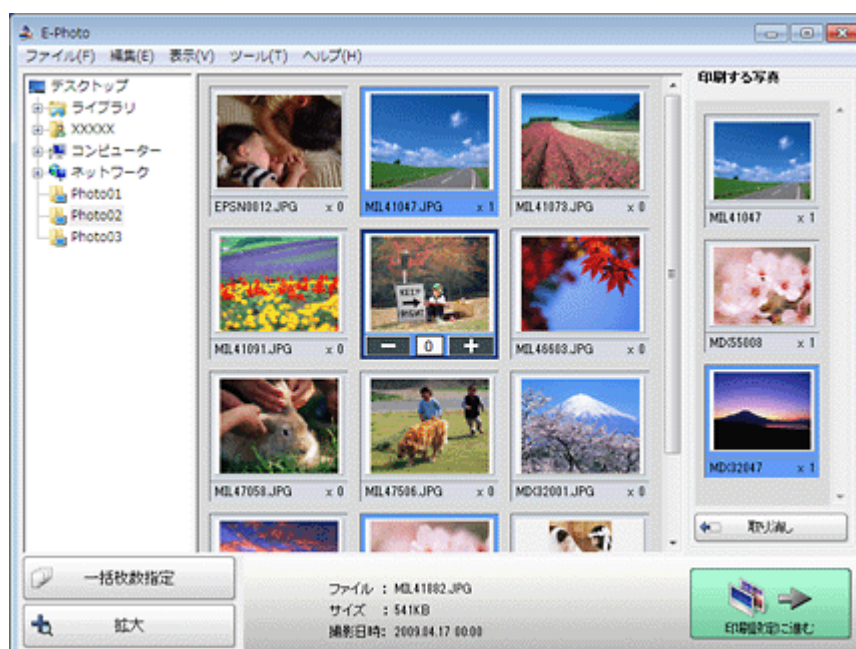 E-Photo
ファイル(F) 編集(E) 表示(V) ツール(T) ヘルプ(H)
デスクトップ
ライブラリ
XXXXX
コンピューター
ネットワーク
Photo01
Photo02
Photo03
EPSN0012.JPG x 0
MIL41047.JPG x 1
MIL41073.JPG x 0
MIL41091.JPG x 0
KEEP
RIGHT
0
MIL46603.JPG x 0
MIL47058.JPG x 0
MIL47506.JPG x 0
MDX32001.JPG x 0
印刷する写真
MIL41047 x 1
MDX55008 x 1
MDX32047 x 1
取り消し
一括枚数指定
拡大
ファイル : MIL41082.JPG
サイズ : 541KB
撮影日時: 2009.04.17 00:00
印刷設定に進む